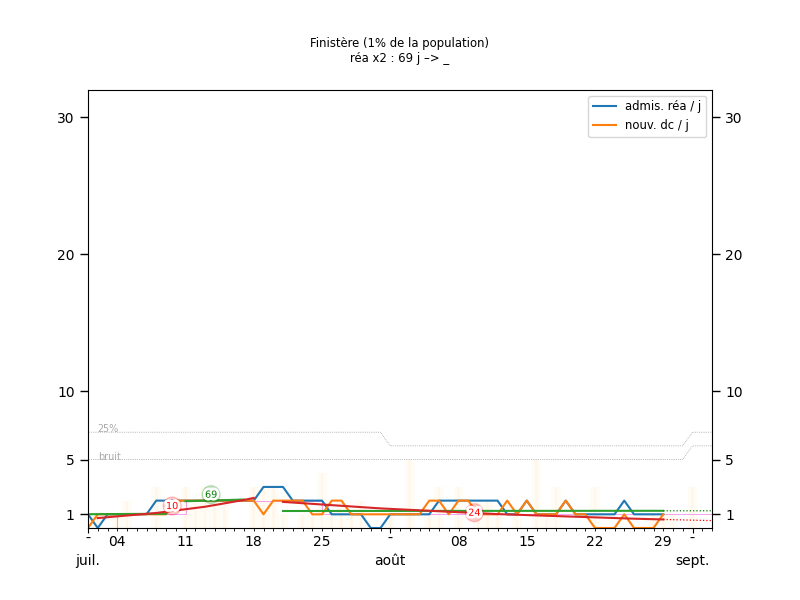 Finistère (1% de la population)
réa x2 : 69 j –> _
admis. réa / j
nouv. dc / j
30 30
20 20
10 10
25%
5 bruit 5
69
10
24
1 1
- 04 11 18 25 - 08 15 22 29 -
juil. août sept.